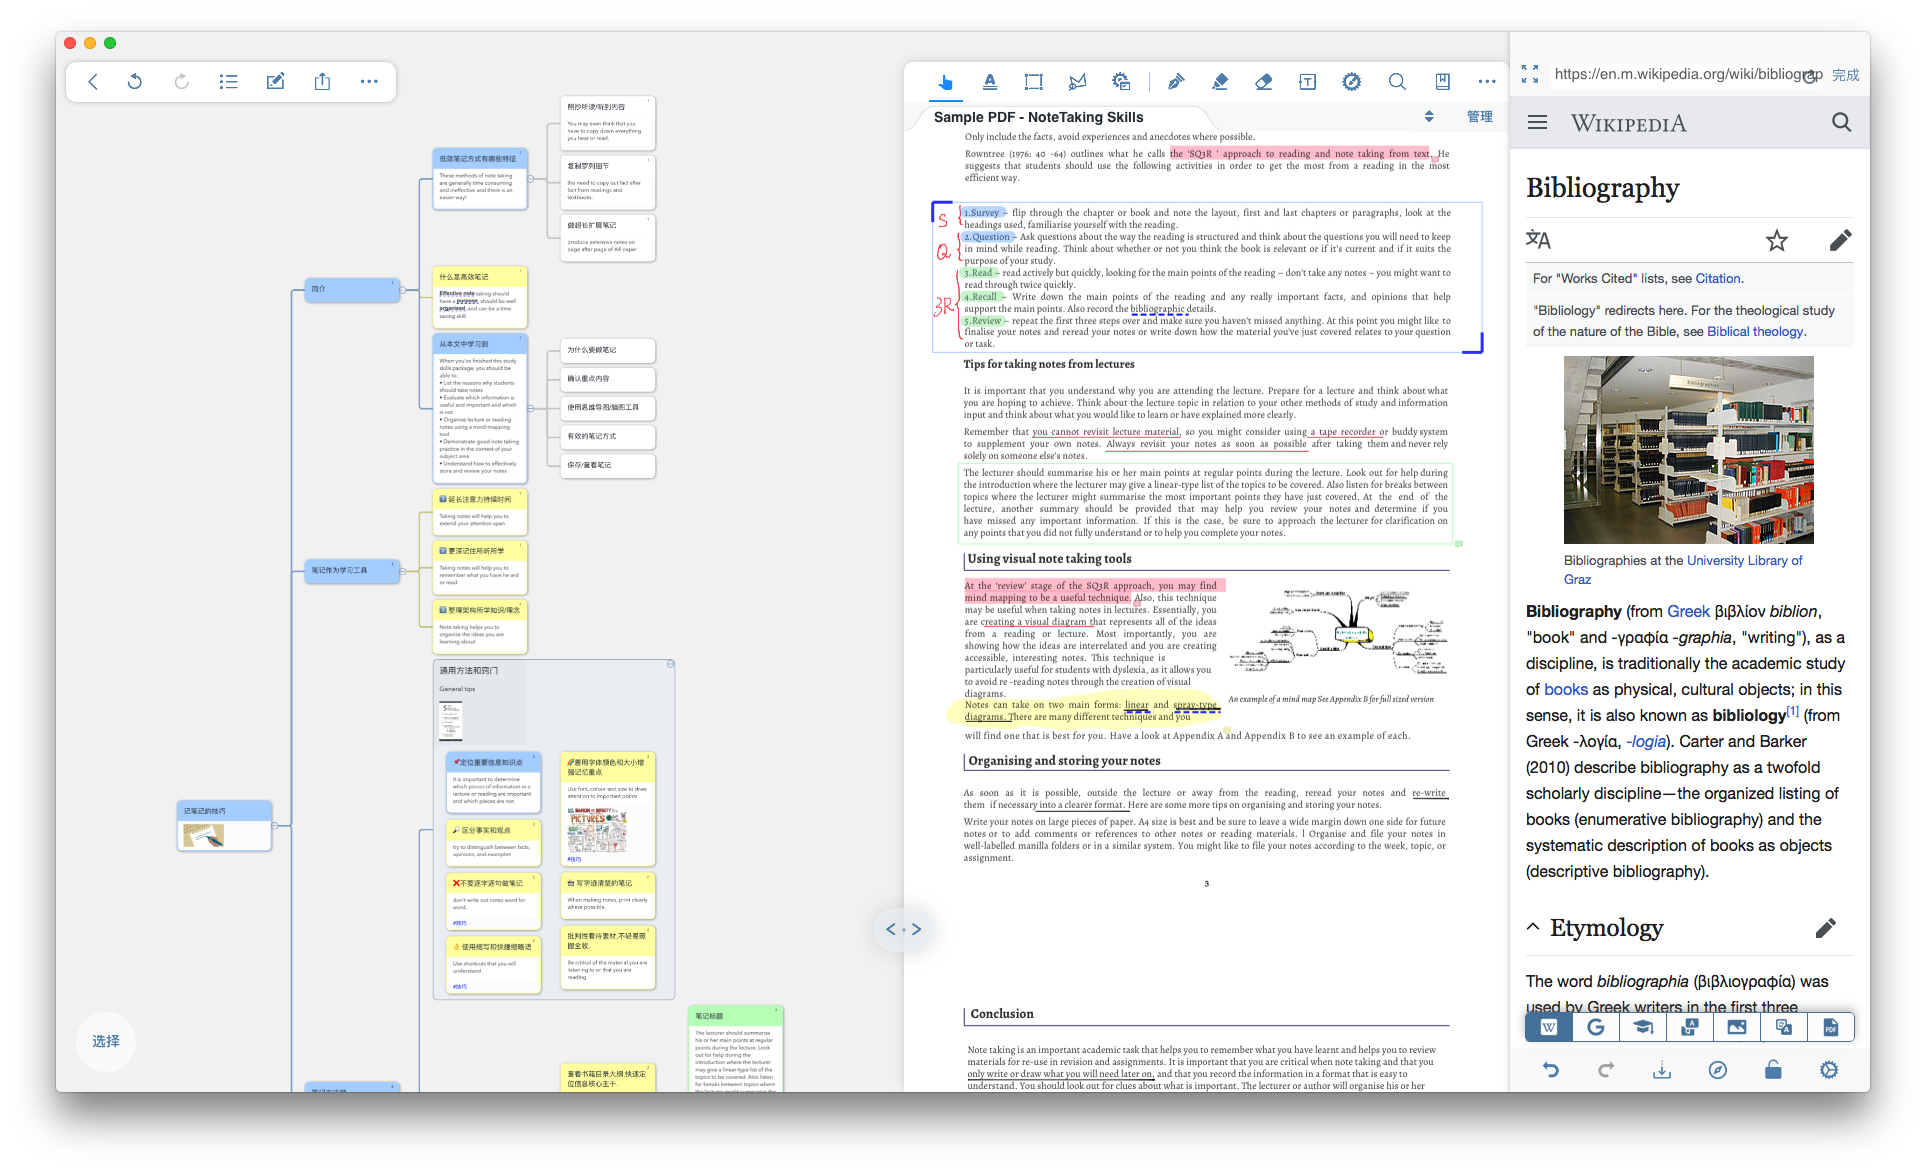 照抄所读/听到内容
You may even think that you
have to copy down everything
you hear or read.
低效笔记方式有哪些特征
These methods of note taking
are generally time consuming
and ineffective and there is an
easier way!
复制罗列细节
the need to copy out fact after
fact from readings and
textbooks.
做超长扩展笔记
produce extensive notes on
page after page of A4 paper
什么是高效笔记
Effective note taking should
have a purpose, should be well
organised, and can be a time
saving skill.
简介
从本文中学习到
When you've finished this study
skills package, you should be
able to:
• List the reasons why students
should take notes
• Evaluate which information is
useful and important and which
is not
• Organise lecture or reading
notes using a mind-mapping
tool
• Demonstrate good note taking
practice in the context of your
subject area
• Understand how to effectively
store and review your notes
为什么要做笔记
确认重点内容
使用思维导图/脑图工具
有效的笔记方式
保存/查看笔记
延长注意力持续时间
Taking notes will help you to
extend your attention span
更深记住所听所学
Taking notes will help you to
remember what you have he ard
or read
笔记作为学习工具
整理架构所学知识/理念
Note taking helps you to
organise the ideas you are
learning about
通用方法和窍门
General tips
定位重要信息知识点
It is important to determine
which pieces of information in a
lecture or reading are important
and which pieces are not.
善用字体颜色和大小增
强记忆重点
Use font, colour and size to draw
attention to important points
PICTURES
#技巧
区分事实和观点
try to distinguish between facts,
opinions, and examples
不要逐字逐句做笔记
don't write out notes word for
word.
#技巧
写字迹清楚的笔记
When making notes, print clearly
where possible.
使用缩写和快捷缩略语
Use shortcuts that you will
understand
#技巧
批判性看待素材,不轻易照
搬全收.
Be critical of the material you are
listening to or that you are
reading
记笔记的技巧
笔记标题
The lecturer should summarise
his or her main points at regular
points during the lecture. Look
out for help during the
introduction where the lecturer
may give a linear-type list of the
topics to be covered. Also listen
for breaks between topics where
查看书籍目录大纲,快速定
位信息核心主干.
选择
Sample PDF - NoteTaking Skills
管理
Only include the facts, avoid experiences and anecdotes where possible.
Rowntree (1976: 40 -64) outlines what he calls the 'SQ3R ' approach to reading and note taking from text. He
suggests that students should use the following activities in order to get the most from a reading in the most
efficient way.
S
1.Survey – flip through the chapter or book and note the layout, first and last chapters or paragraphs, look at the
headings used, familiarise yourself with the reading.
Q
2.Question – Ask questions about the way the reading is structured and think about the questions you will need to keep
in mind while reading. Think about whether or not you think the book is relevant or if it's current and if it suits the
purpose of your study.
3R
3.Read – read actively but quickly, looking for the main points of the reading – don't take any notes – you might want to
read through twice quickly.
4.Recall – Write down the main points of the reading and any really important facts, and opinions that help
support the main points. Also record the bibliographic details.
5.Review – repeat the first three steps over and make sure you haven't missed anything. At this point you might like to
finalise your notes and reread your notes or write down how the material you've just covered relates to your question
or task.
Tips for taking notes from lectures
It is important that you understand why you are attending the lecture. Prepare for a lecture and think about what
you are hoping to achieve. Think about the lecture topic in relation to your other methods of study and information
input and think about what you would like to learn or have explained more clearly.
Remember that you cannot revisit lecture material, so you might consider using a tape recorder or buddy system
to supplement your own notes. Always revisit your notes as soon as possible after taking them and never rely
solely on someone else's notes.
The lecturer should summarise his or her main points at regular points during the lecture. Look out for help during
the introduction where the lecturer may give a linear-type list of the topics to be covered. Also listen for breaks between
topics where the lecturer might summarise the most important points they have just covered. At the end of the
lecture, another summary should be provided that may help you review your notes and determine if you
have missed any important information. If this is the case, be sure to approach the lecturer for clarification on
any points that you did not fully understand or to help you complete your notes.
Using visual note taking tools
At the 'review' stage of the SQ3R approach, you may find
mind mapping to be a useful technique. Also, this technique
may be useful when taking notes in lectures. Essentially, you
are creating a visual diagram that represents all of the ideas
from a reading or lecture. Most importantly, you are
showing how the ideas are interrelated and you are creating
accessible, interesting notes. This technique is
particularly useful for students with dyslexia, as it allows you
to avoid re -reading notes through the creation of visual
diagrams.
An example of a mind map See Appendix B for full sized version
Notes can take on two main forms: linear and spray-type
diagrams. There are many different techniques and you
will find one that is best for you. Have a look at Appendix A and Appendix B to see an example of each.
Organising and storing your notes
As soon as it is possible, outside the lecture or away from the reading, reread your notes and re-write
them if necessary into a clearer format. Here are some more tips on organising and storing your notes.
Write your notes on large pieces of paper. A4 size is best and be sure to leave a wide margin down one side for future
notes or to add comments or references to other notes or reading materials. l Organise and file your notes in
well-labelled manilla folders or in a similar system. You might like to file your notes according to the week, topic, or
assignment.
3
Conclusion
Note taking is an important academic task that helps you to remember what you have learnt and helps you to review
materials for re-use in revision and assignments. It is important that you are critical when note taking and that you
only write or draw what you will need later on, and that you record the information in a format that is easy to
understand. You should look out for clues about what is important. The lecturer or author will organise his or her
https://en.m.wikipedia.org/wiki/bibliograp
完成
WIKIPEDIA
Bibliography
For "Works Cited" lists, see Citation.
"Bibliology" redirects here. For the theological study
of the nature of the Bible, see Biblical theology.
Bibliographies at the University Library of
Graz
Bibliography (from Greek βιβλίον biblion,
"book" and -γραφία -graphia, "writing"), as a
discipline, is traditionally the academic study
of books as physical, cultural objects; in this
sense, it is also known as bibliology[1] (from
Greek -λογία, -logia). Carter and Barker
(2010) describe bibliography as a twofold
scholarly discipline—the organized listing of
books (enumerative bibliography) and the
systematic description of books as objects
(descriptive bibliography).
Etymology
The word bibliographia (βιβλιογραφία) was
used by Greek writers in the first three
W
G
PDF